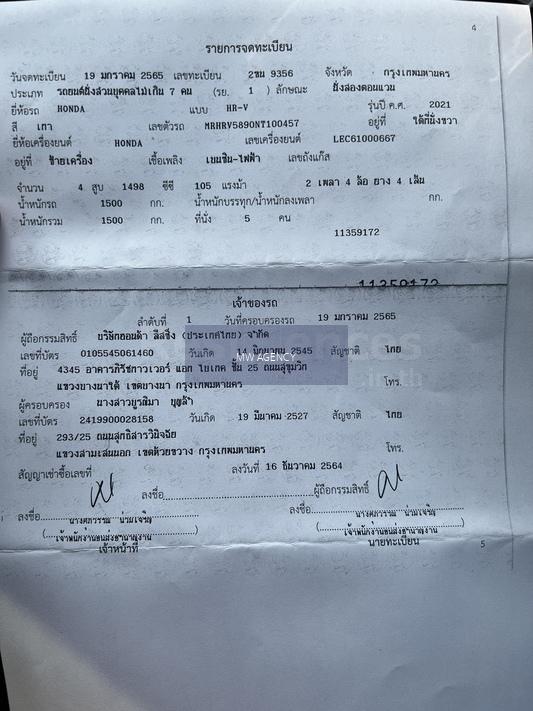 4
รายการจดทะเบียน
วันจดทะเบียน 19 มกราคม 2565 เลขทะเบียน 2ขน 9356 จังหวัด กรุงเทพมหานคร
ประเภท รถยนต์นั่งส่วนบุคคลไม่เกิน 7 คน (รย. 1 ) ลักษณะ นั่งสองตอนแวน
ยี่ห้อรถ HONDA แบบ HR-V รุ่นปี ค.ศ. 2021
สี เทา เลขตัวรถ MRHRV5890NT100457 อยู่ที่ ใต้ที่นั่งขวา
ยี่ห้อเครื่องยนต์ HONDA เลขเครื่องยนต์ LEC61000667
อยู่ที่ ซ้ายเครื่อง เชื้อเพลิง เบนซิน-ไฟฟ้า เลขถังแก๊ส
จำนวน 4 สูบ 1498 ซีซี 105 แรงม้า 2 เพลา 4 ล้อ ยาง 4 เส้น
น้ำหนักรถ 1500 กก. น้ำหนักบรรทุก/น้ำหนักลงเพลา กก.
น้ำหนักรวม 1500 กก. ที่นั่ง 5 คน
11359172
11359172
เจ้าของรถ
ลำดับที่ 1 วันที่ครอบครองรถ 19 มกราคม 2565
ผู้ถือกรรมสิทธิ์ บริษัทฮอนด้า ลีสซิ่ง (ประเทศไทย) จำกัด
เลขที่บัตร 0105545061460 วันเกิด 14 มิถุนายน 2545 สัญชาติ ไทย
MW AGENCY
ที่อยู่ 4345 อาคารภิรัชทาวเวอร์ แอท ไบเทค ชั้น 25 ถนนสุขุมวิท
แขวงบางนาใต้ เขตบางนา กรุงเทพมหานคร โทร.
ผู้ครอบครอง นางสาวบูรณิมา
เลขที่บัตร 2419900028158 วันเกิด 19 มีนาคม 2527 สัญชาติ ไทย
ที่อยู่ 293/25 ถนนสุทธิสารวินิจฉัย
แขวงสามเสนนอก เขตห้วยขวาง กรุงเทพมหานคร โทร.
สัญญาเช่าซื้อเลขที่ ลงวันที่ 16 ธันวาคม 2564
ลงชื่อ ผู้ถือกรรมสิทธิ์
ลงชื่อ ลงชื่อ
เจ้าหน้าที่ นายทะเบียน
5